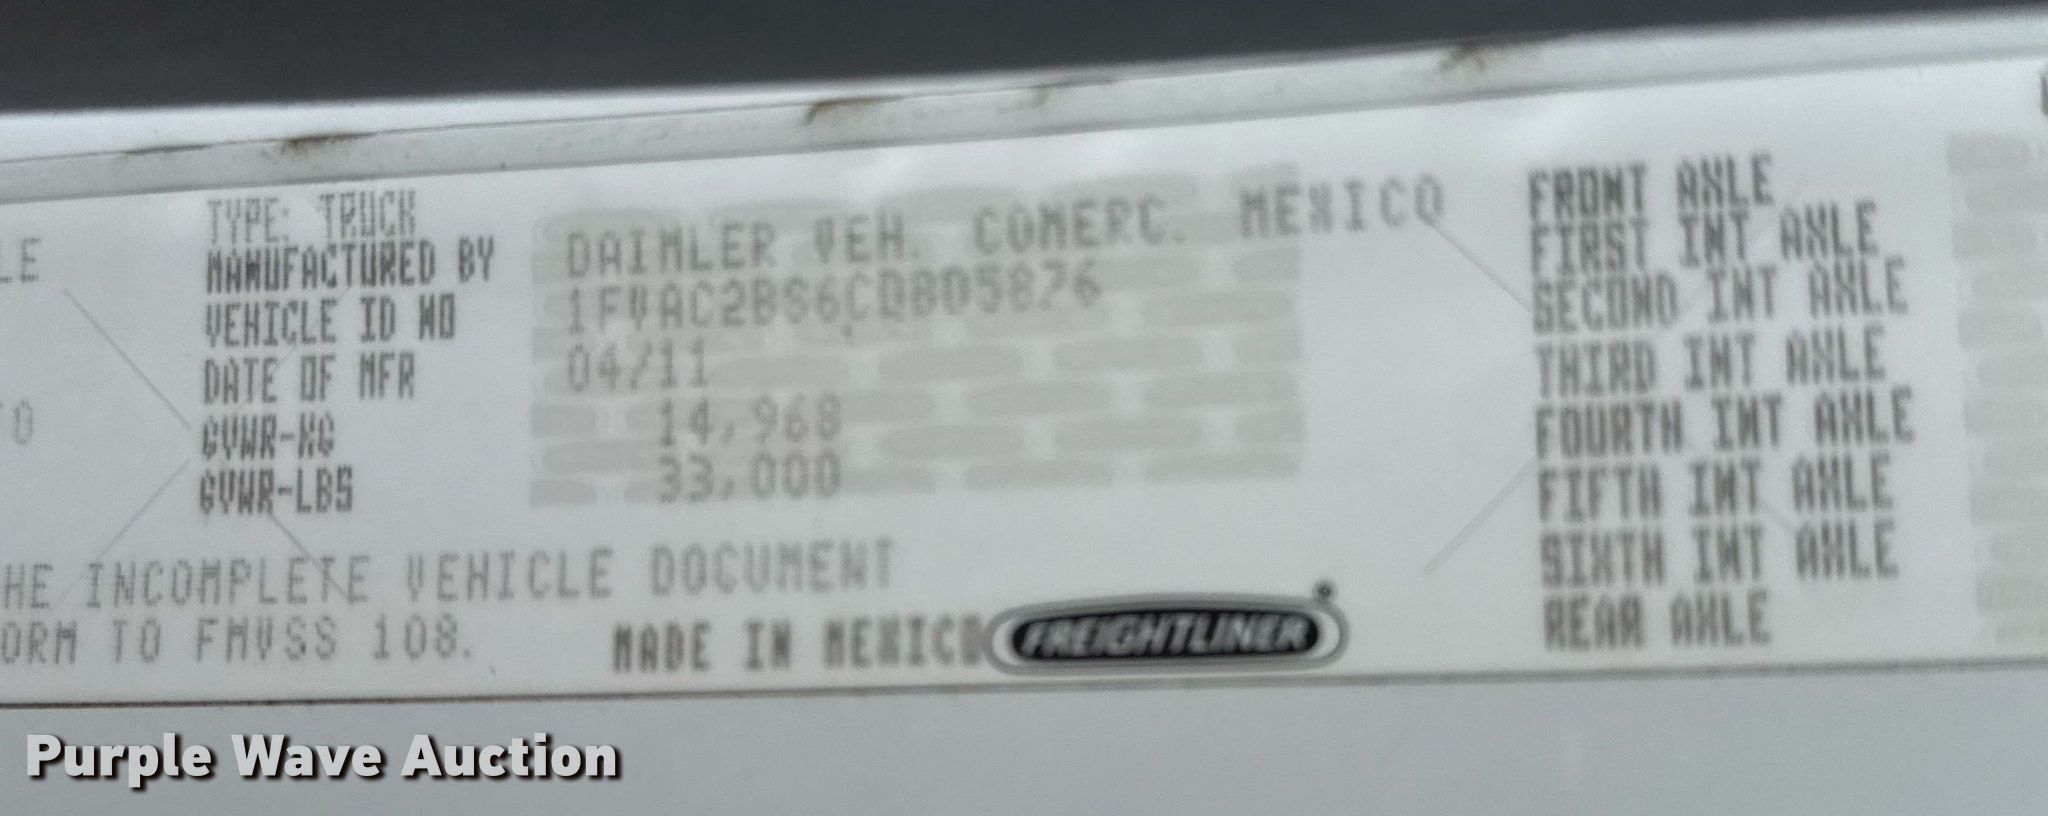 LE
TYPE: TRUCK
MANUFACTURED BY DAIMLER VEH. COMERC. MEXICO
VEHICLE ID NO 1FVAC2BS6CDBD5876
DATE OF MFR 04/11
TO
GVWR-KG 14,968
GVWR-LBS 33,000
HE INCOMPLETE VEHICLE DOCUMENT
ORM TO FMVSS 108.
MADE IN MEXICO
FREIGHTLINER
FRONT AXLE
FIRST INT AXLE
SECOND INT AXLE
THIRD INT AXLE
FOURTH INT AXLE
FIFTH INT AXLE
SIXTH INT AXLE
REAR AXLE
Purple Wave Auction